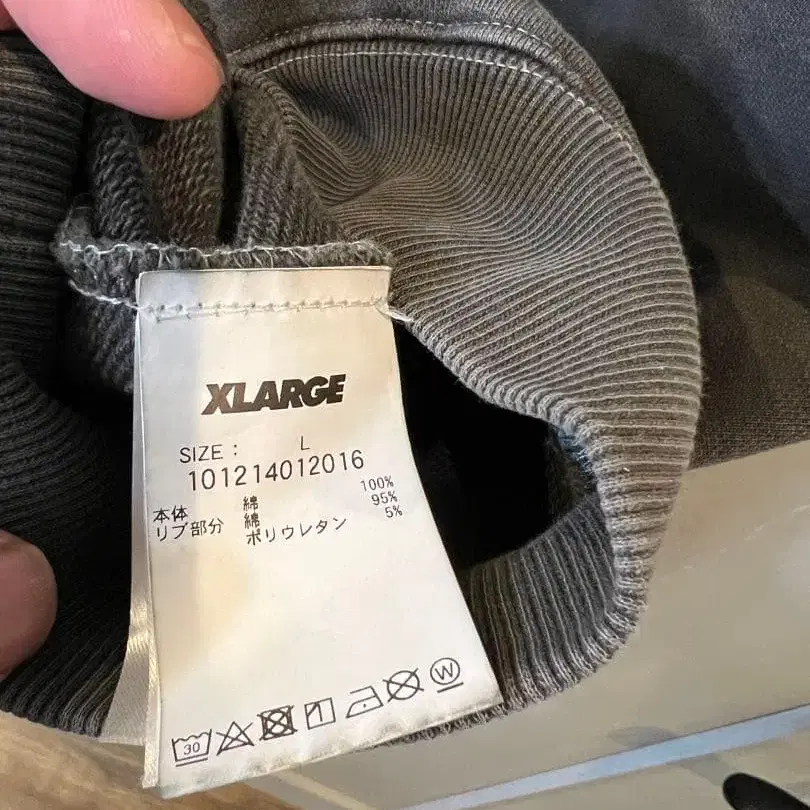 XLARGE
SIZE : L
101214012016
本体 綿 100%
リブ部分 綿 95%
ポリウレタン 5%
30
W